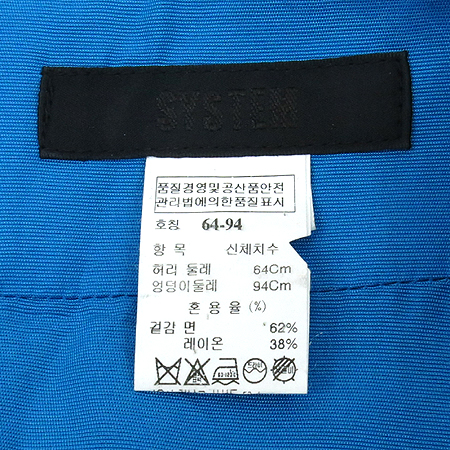 SYSTEM
품질경영및공산품안전
관리법에의한품질표시
호칭 64-94
항 목 신체치수
허리 둘레 64Cm
엉덩이둘레 94Cm
혼 용 율 (%)
겉감 면 62%
레이온 38%